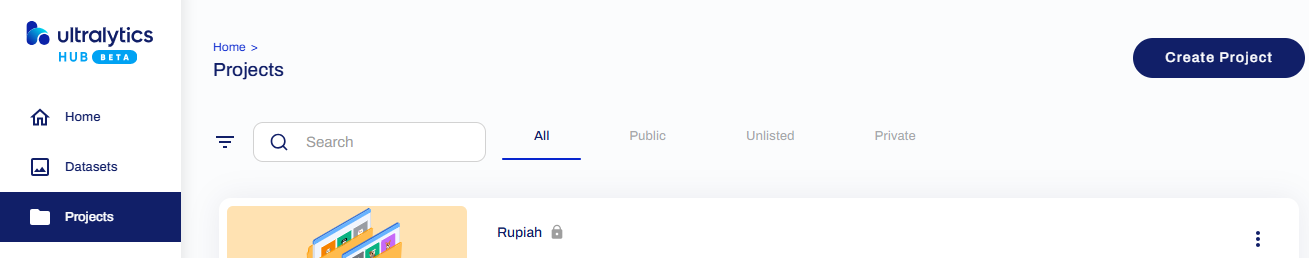 ultralytics
HUB BETA
Home
Datasets
Projects
Home >
Projects
Create Project
Search
All
Public
Unlisted
Private
Rupiah